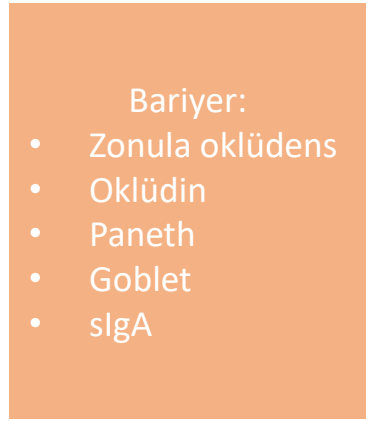 Bariyer:
• Zonula oklüdens
• Oklüdin
• Paneth
• Goblet
• sIgA